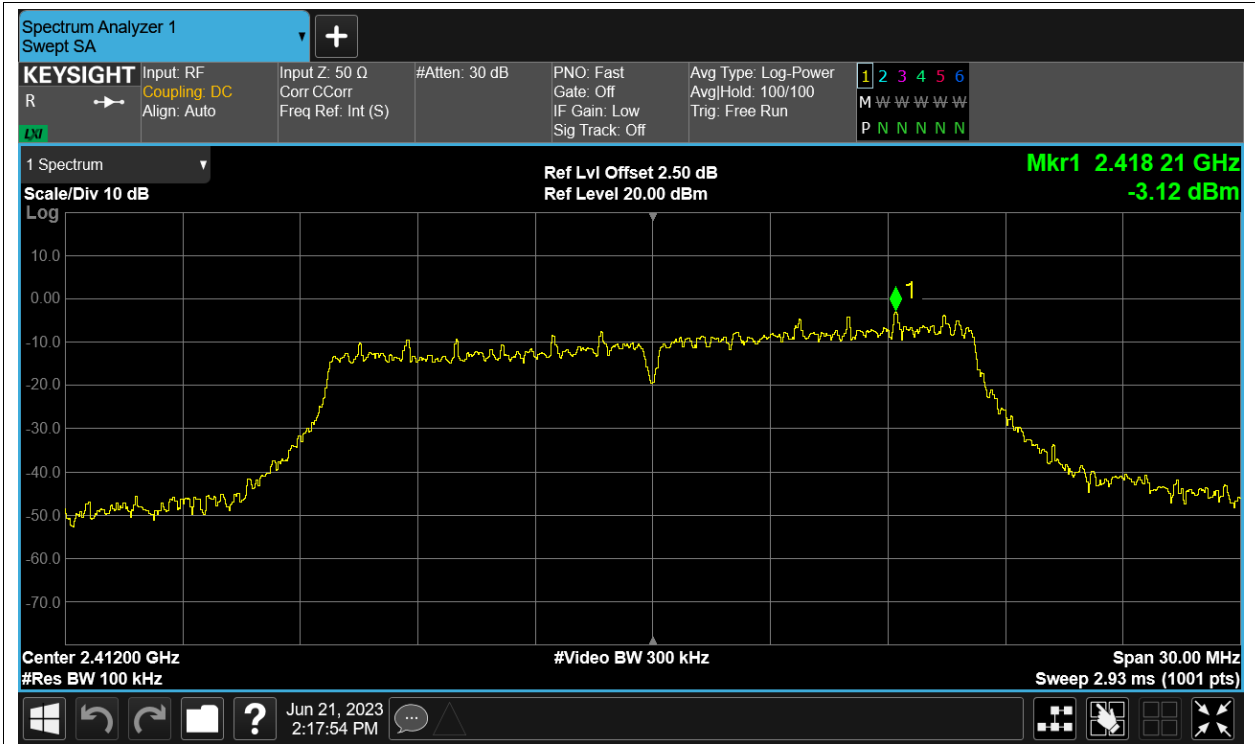 Spectrum Analyzer 1
Swept SA
+
KEYSIGHT
R
LXI
Input: RF
Coupling: DC
Align: Auto
Input Z: 50 Ω
Corr CCorr
Freq Ref: Int (S)
#Atten: 30 dB
PNO: Fast
Gate: Off
IF Gain: Low
Sig Track: Off
Avg Type: Log-Power
Avg|Hold: 100/100
Trig: Free Run
1 2 3 4 5 6
M W W W W W
P N N N N N
1 Spectrum
Scale/Div 10 dB
Log
Ref Lvl Offset 2.50 dB
Ref Level 20.00 dBm
Mkr1 2.418 21 GHz
-3.12 dBm
10.0
0.00
-10.0
-20.0
-30.0
-40.0
-50.0
-60.0
-70.0
1
Center 2.41200 GHz
#Res BW 100 kHz
#Video BW 300 kHz
Span 30.00 MHz
Sweep 2.93 ms (1001 pts)
?
Jun 21, 2023
2:17:54 PM